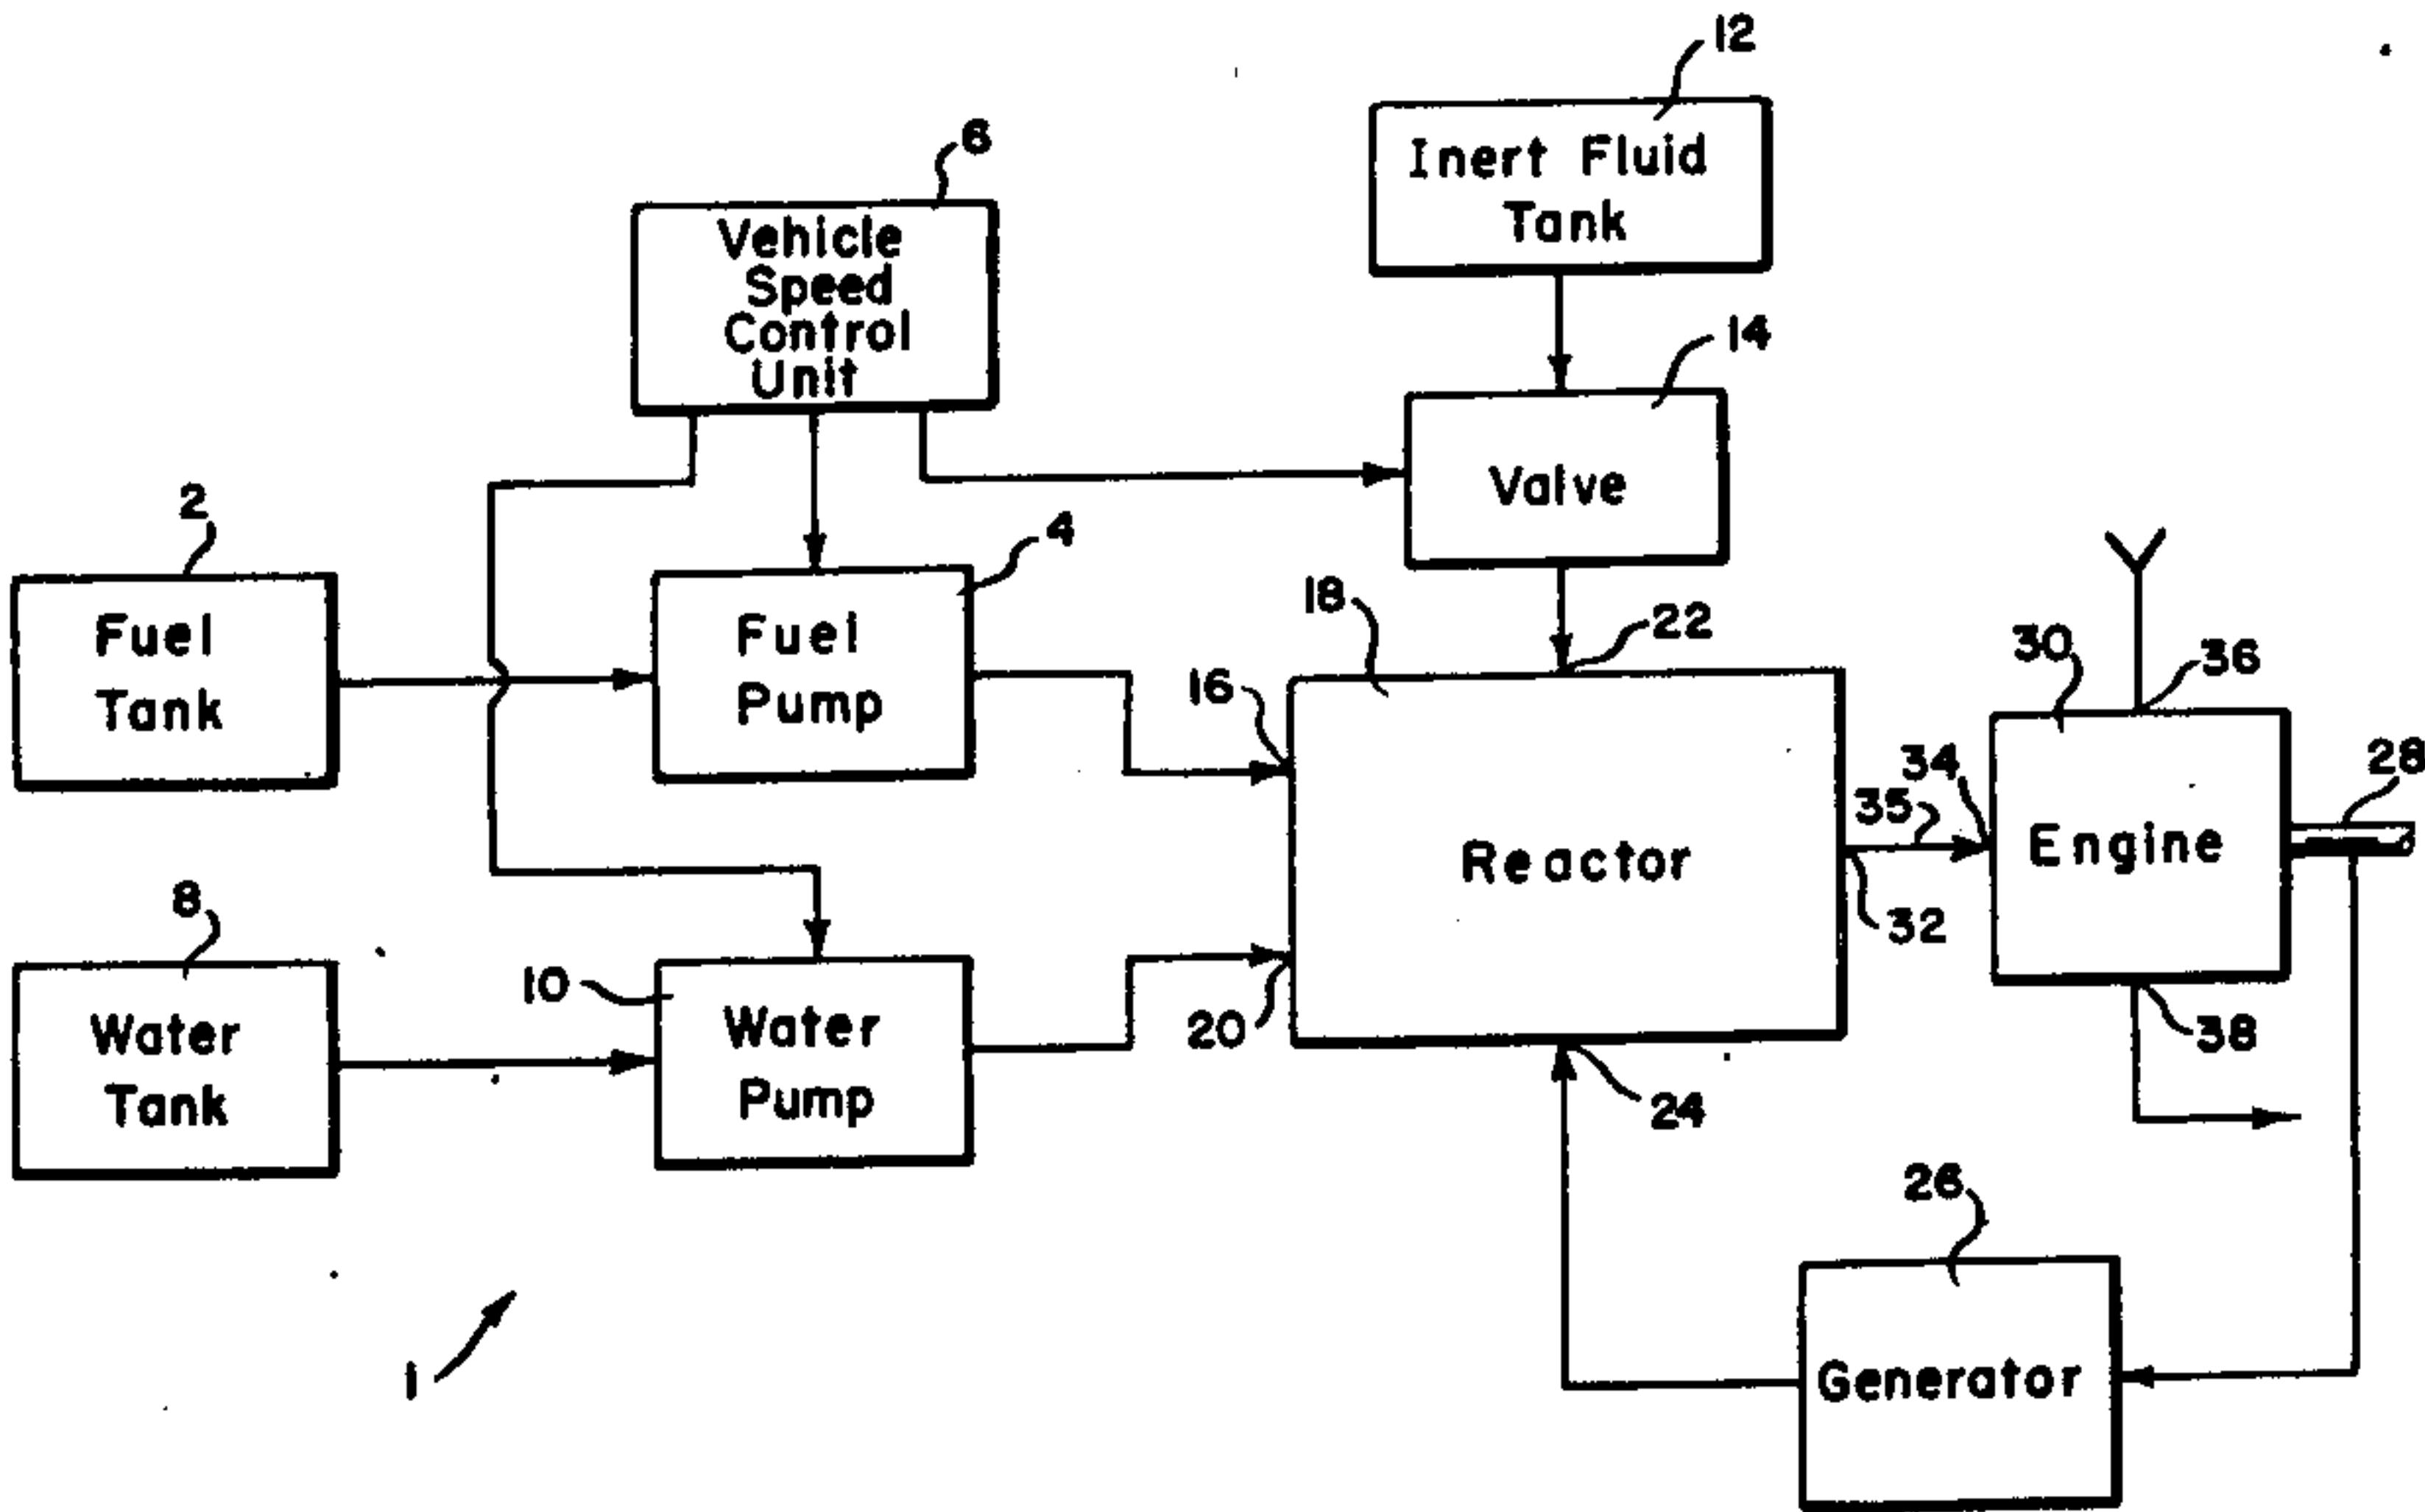 12
6
Inert Fluid
Tank
Vehicle
Speed
Control
Unit
14
Valve
2
4
Fuel
Tank
Fuel
Pump
18
22
16
30
36
34
35
28
Reactor
Engine
32
8
10
Water
Tank
Water
Pump
20
24
38
26
1
Generator